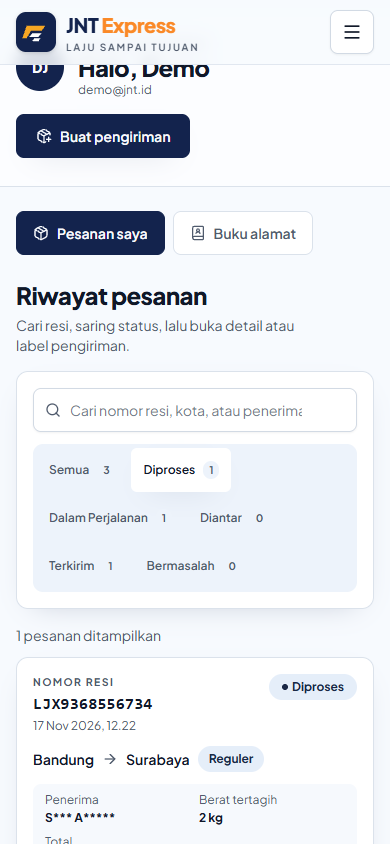 JNT Express
LAJU SAMPAI TUJUAN
DJ
Halo, Demo
demo@jnt.id
Buat pengiriman
Pesanan saya
Buku alamat
Riwayat pesanan
Cari resi, saring status, lalu buka detail atau
label pengiriman.
Cari nomor resi, kota, atau penerima
Semua 3 Diproses 1
Dalam Perjalanan 1 Diantar 0
Terkirim 1 Bermasalah 0
1 pesanan ditampilkan
NOMOR RESI
Diproses
LJX9368556734
17 Nov 2026, 12.22
Bandung → Surabaya Reguler
Penerima Berat tertagih
S*** A***** 2 kg
Total